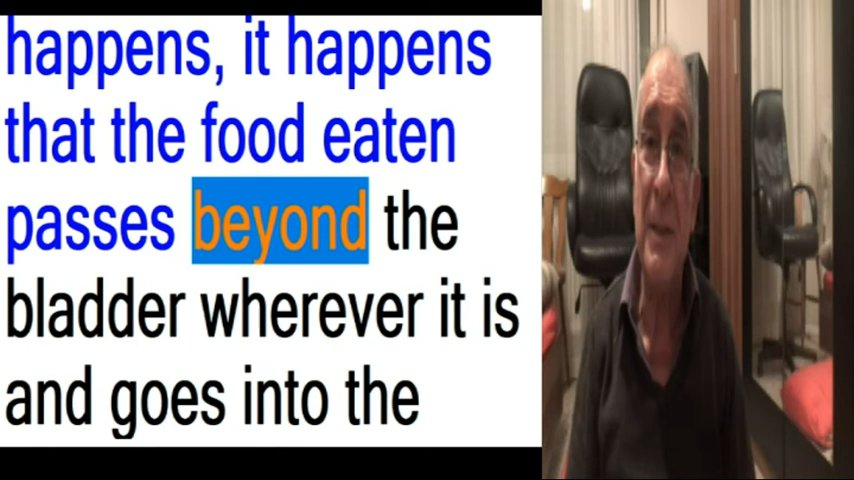 happens, it happens
that the food eaten
passes beyond the
bladder wherever it is
and goes into the